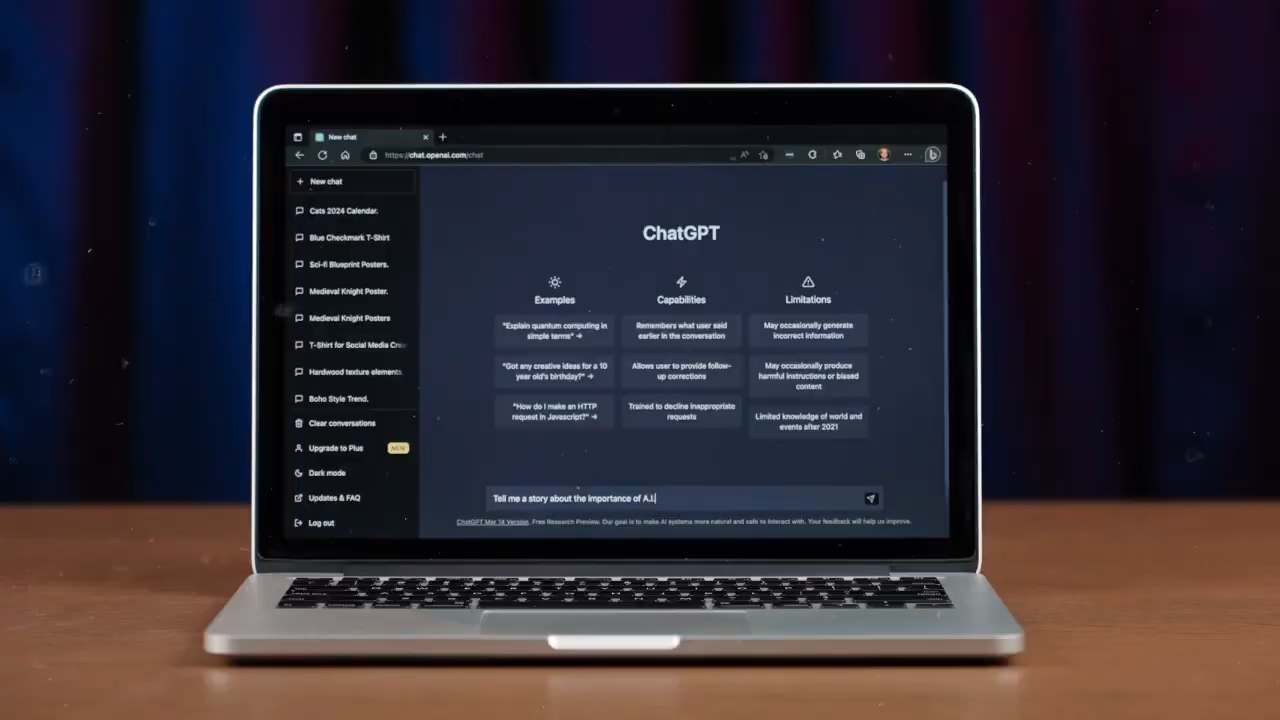 New chat
https://chat.openai.com/chat
New chat
Cats 2024 Calendar.
Blue Checkmark T-Shirt
Sci-fi Blueprint Posters.
Medieval Knight Poster.
Medieval Knight Posters
T-Shirt for Social Media Cre
Hardwood texture elements
Boho Style Trend.
Clear conversations
Upgrade to Plus NEW
Dark mode
Updates & FAQ
Log out
ChatGPT
Examples
"Explain quantum computing in
simple terms" →
"Got any creative ideas for a 10
year old's birthday?" →
"How do I make an HTTP
request in Javascript?" →
Capabilities
Remembers what user said
earlier in the conversation
Allows user to provide follow-
up corrections
Trained to decline inappropriate
requests
Limitations
May occasionally generate
incorrect information
May occasionally produce
harmful instructions or biased
content
Limited knowledge of world and
events after 2021
Tell me a story about the importance of A.I.
ChatGPT Mar 14 Version. Free Research Preview. Our goal is to make AI systems more natural and safe to interact with. Your feedback will help us improve.